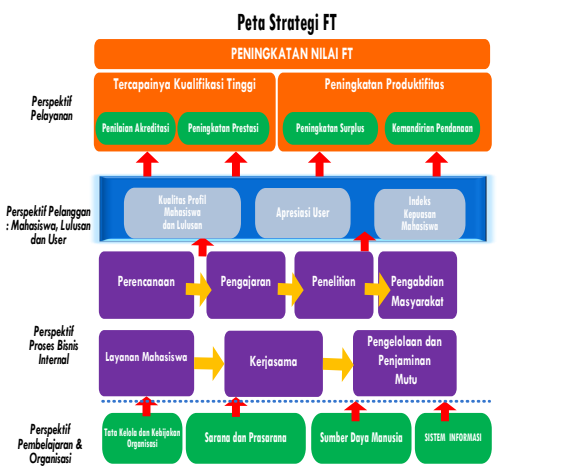 Peta Strategi FT
PENINGKATAN NILAI FT
Perspektif
Pelayanan
Tercapainya Kualifikasi Tinggi
Peningkatan Produktifitas
Penilaian Akreditasi
Peningkatan Prestasi
Peningkatan Surplus
Kemandirian Pendanaan
Perspektif Pelanggan
: Mahasiswa, Lulusan
dan User
Kualitas Profil
Mahasiswa
dan Lulusan
Apresiasi User
Indeks
Kepuasan
Mahasiswa
Perspektif
Proses Bisnis
Internal
Perencanaan
Pengajaran
Penelitian
Pengabdian
Masyarakat
Layanan Mahasiswa
Kerjasama
Pengelolaan dan
Penjaminan
Mutu
Perspektif
Pembelajaran &
Organisasi
Tata Kelola dan Kebijakan
Organisasi
Sarana dan Prasarana
Sumber Daya Manusia
SISTEM INFORMASI